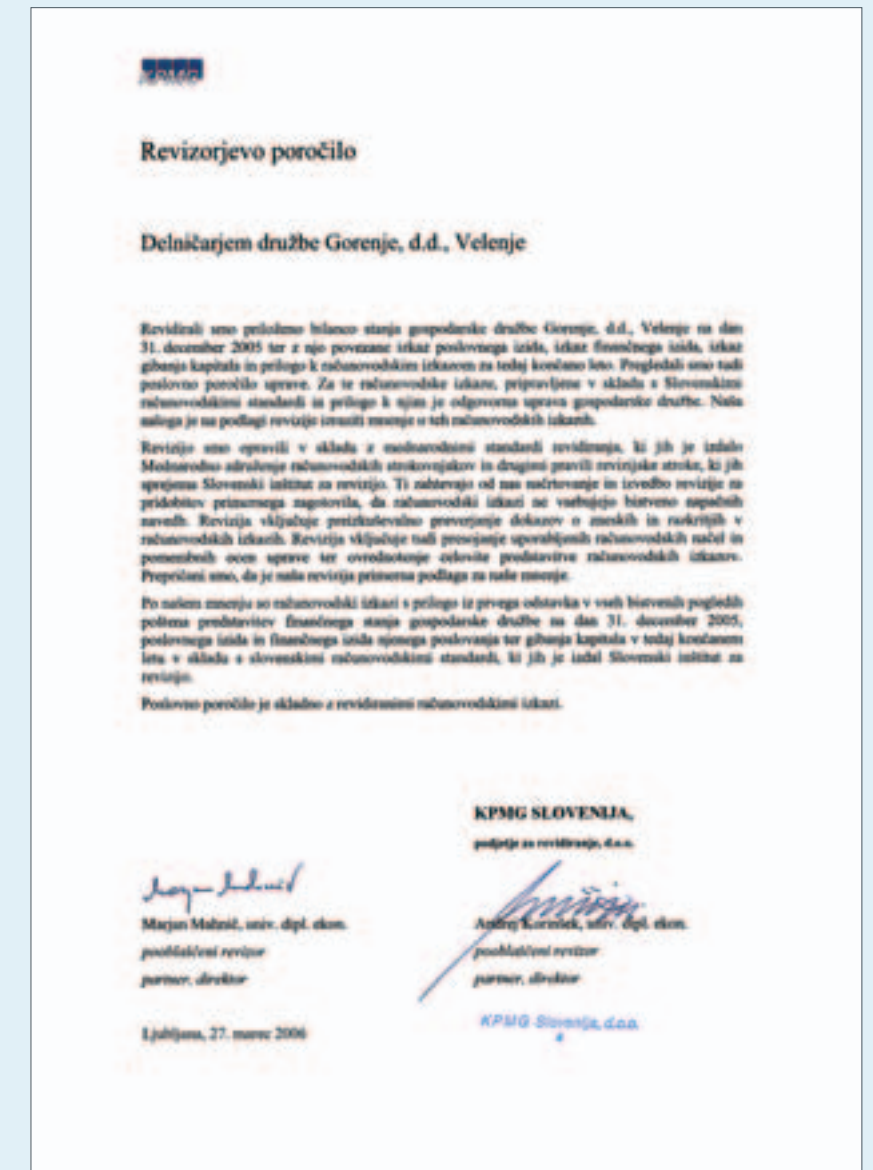 KPMG
Revizorjevo poročilo
Delničarjem družbe Gorenje, d.d., Velenje
Revidirali smo priloženo bilanco stanja gospodarske družbe Gorenje, d.d., Velenje na dan
31. december 2005 ter z njo povezane izkaz poslovnega izida, izkaz finančnega izida, izkaz
gibanja kapitala in prilogo k računovodskim izkazom za tedaj končano leto. Pregledali smo tudi
poslovno poročilo uprave. Za te računovodske izkaze, pripravljene v skladu s Slovenskimi
računovodskimi standardi in prilogo k njim je odgovorna uprava gospodarske družbe. Naša
naloga je na podlagi revizije izraziti mnenje o teh računovodskih izkazih.
Revizijo smo opravili v skladu z mednarodnimi standardi revidiranja, ki jih je izdalo
Mednarodno združenje računovodskih strokovnjakov in drugimi pravili revizijske stroke, ki jih
sprejema Slovenski inštitut za revizijo. Ti zahtevajo od nas načrtovanje in izvedbo revizije za
pridobitev primernega zagotovila, da računovodski izkazi ne vsebujejo bistveno napačnih
navedb. Revizija vključuje preizkuševalno preverjanje dokazov o zneskih in razkritjih v
računovodskih izkazih. Revizija vključuje tudi presojanje uporabljenih računovodskih načel in
pomembnih ocen uprave ter ovrednotenje celovite predstavitve računovodskih izkazov.
Prepričani smo, da je naša revizija primerna podlaga za naše mnenje.
Po našem mnenju so računovodski izkazi s prilogo iz prvega odstavka v vseh bistvenih pogledih
poštena predstavitev finančnega stanja gospodarske družbe na dan 31. december 2005,
poslovnega izida in finančnega izida njenega poslovanja ter gibanja kapitala v tedaj končanem
letu v skladu s slovenskimi računovodskimi standardi, ki jih je izdal Slovenski inštitut za
revizijo.
Poslovno poročilo je skladno z revidiranimi računovodskimi izkazi.
KPMG SLOVENIJA,
podjetje za revidiranje, d.o.o.
Marjan Mahnič, univ. dipl. ekon.
pooblaščeni revizor
partner, direktor
Andrej Korinšek, univ. dipl. ekon.
pooblaščeni revizor
partner, direktor
Ljubljana, 27. marec 2006
KPMG Slovenija, d.o.o.